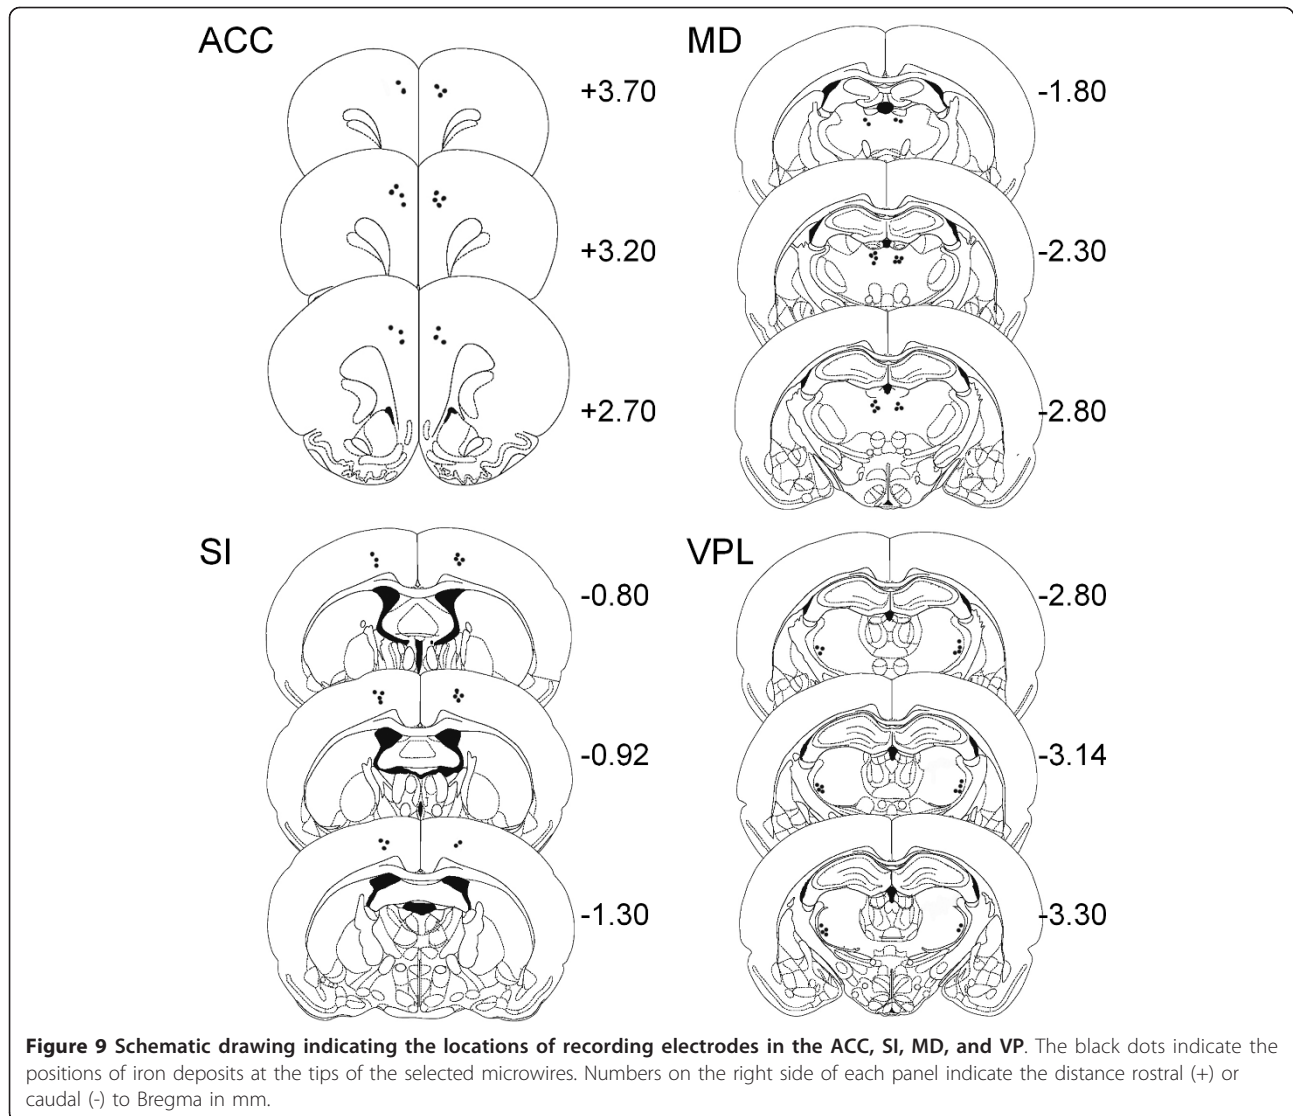 ACC
+3.70
+3.20
+2.70
MD
-1.80
-2.30
-2.80
SI
-0.80
-0.92
-1.30
VPL
-2.80
-3.14
-3.30
Figure 9 Schematic drawing indicating the locations of recording electrodes in the ACC, SI, MD, and VP. The black dots indicate the
positions of iron deposits at the tips of the selected microwires. Numbers on the right side of each panel indicate the distance rostral (+) or
caudal (-) to Bregma in mm.